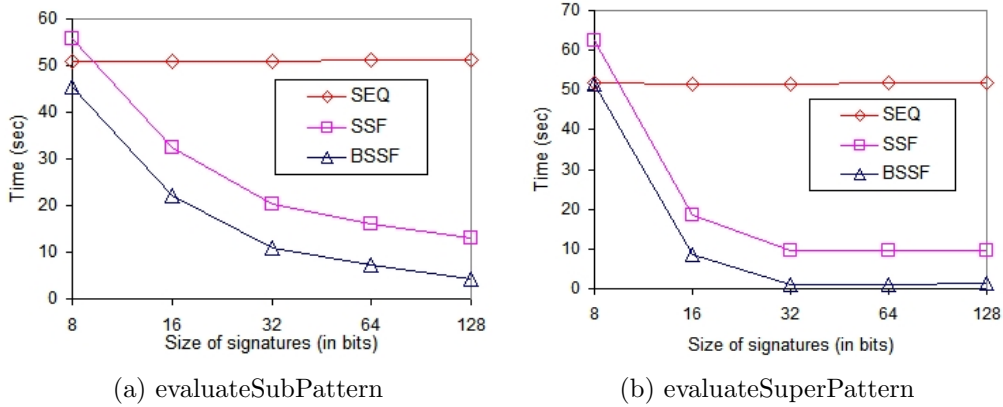 60
50
40
30
20
10
0
Time (sec)
SEQ
SSF
BSSF
8 16 32 64 128
Size of signatures (in bits)
(a) evaluateSubPattern
70
60
50
40
30
20
10
0
Time (sec)
SEQ
SSF
BSSF
8 16 32 64 128
Size of signatures (in bits)
(b) evaluateSuperPattern